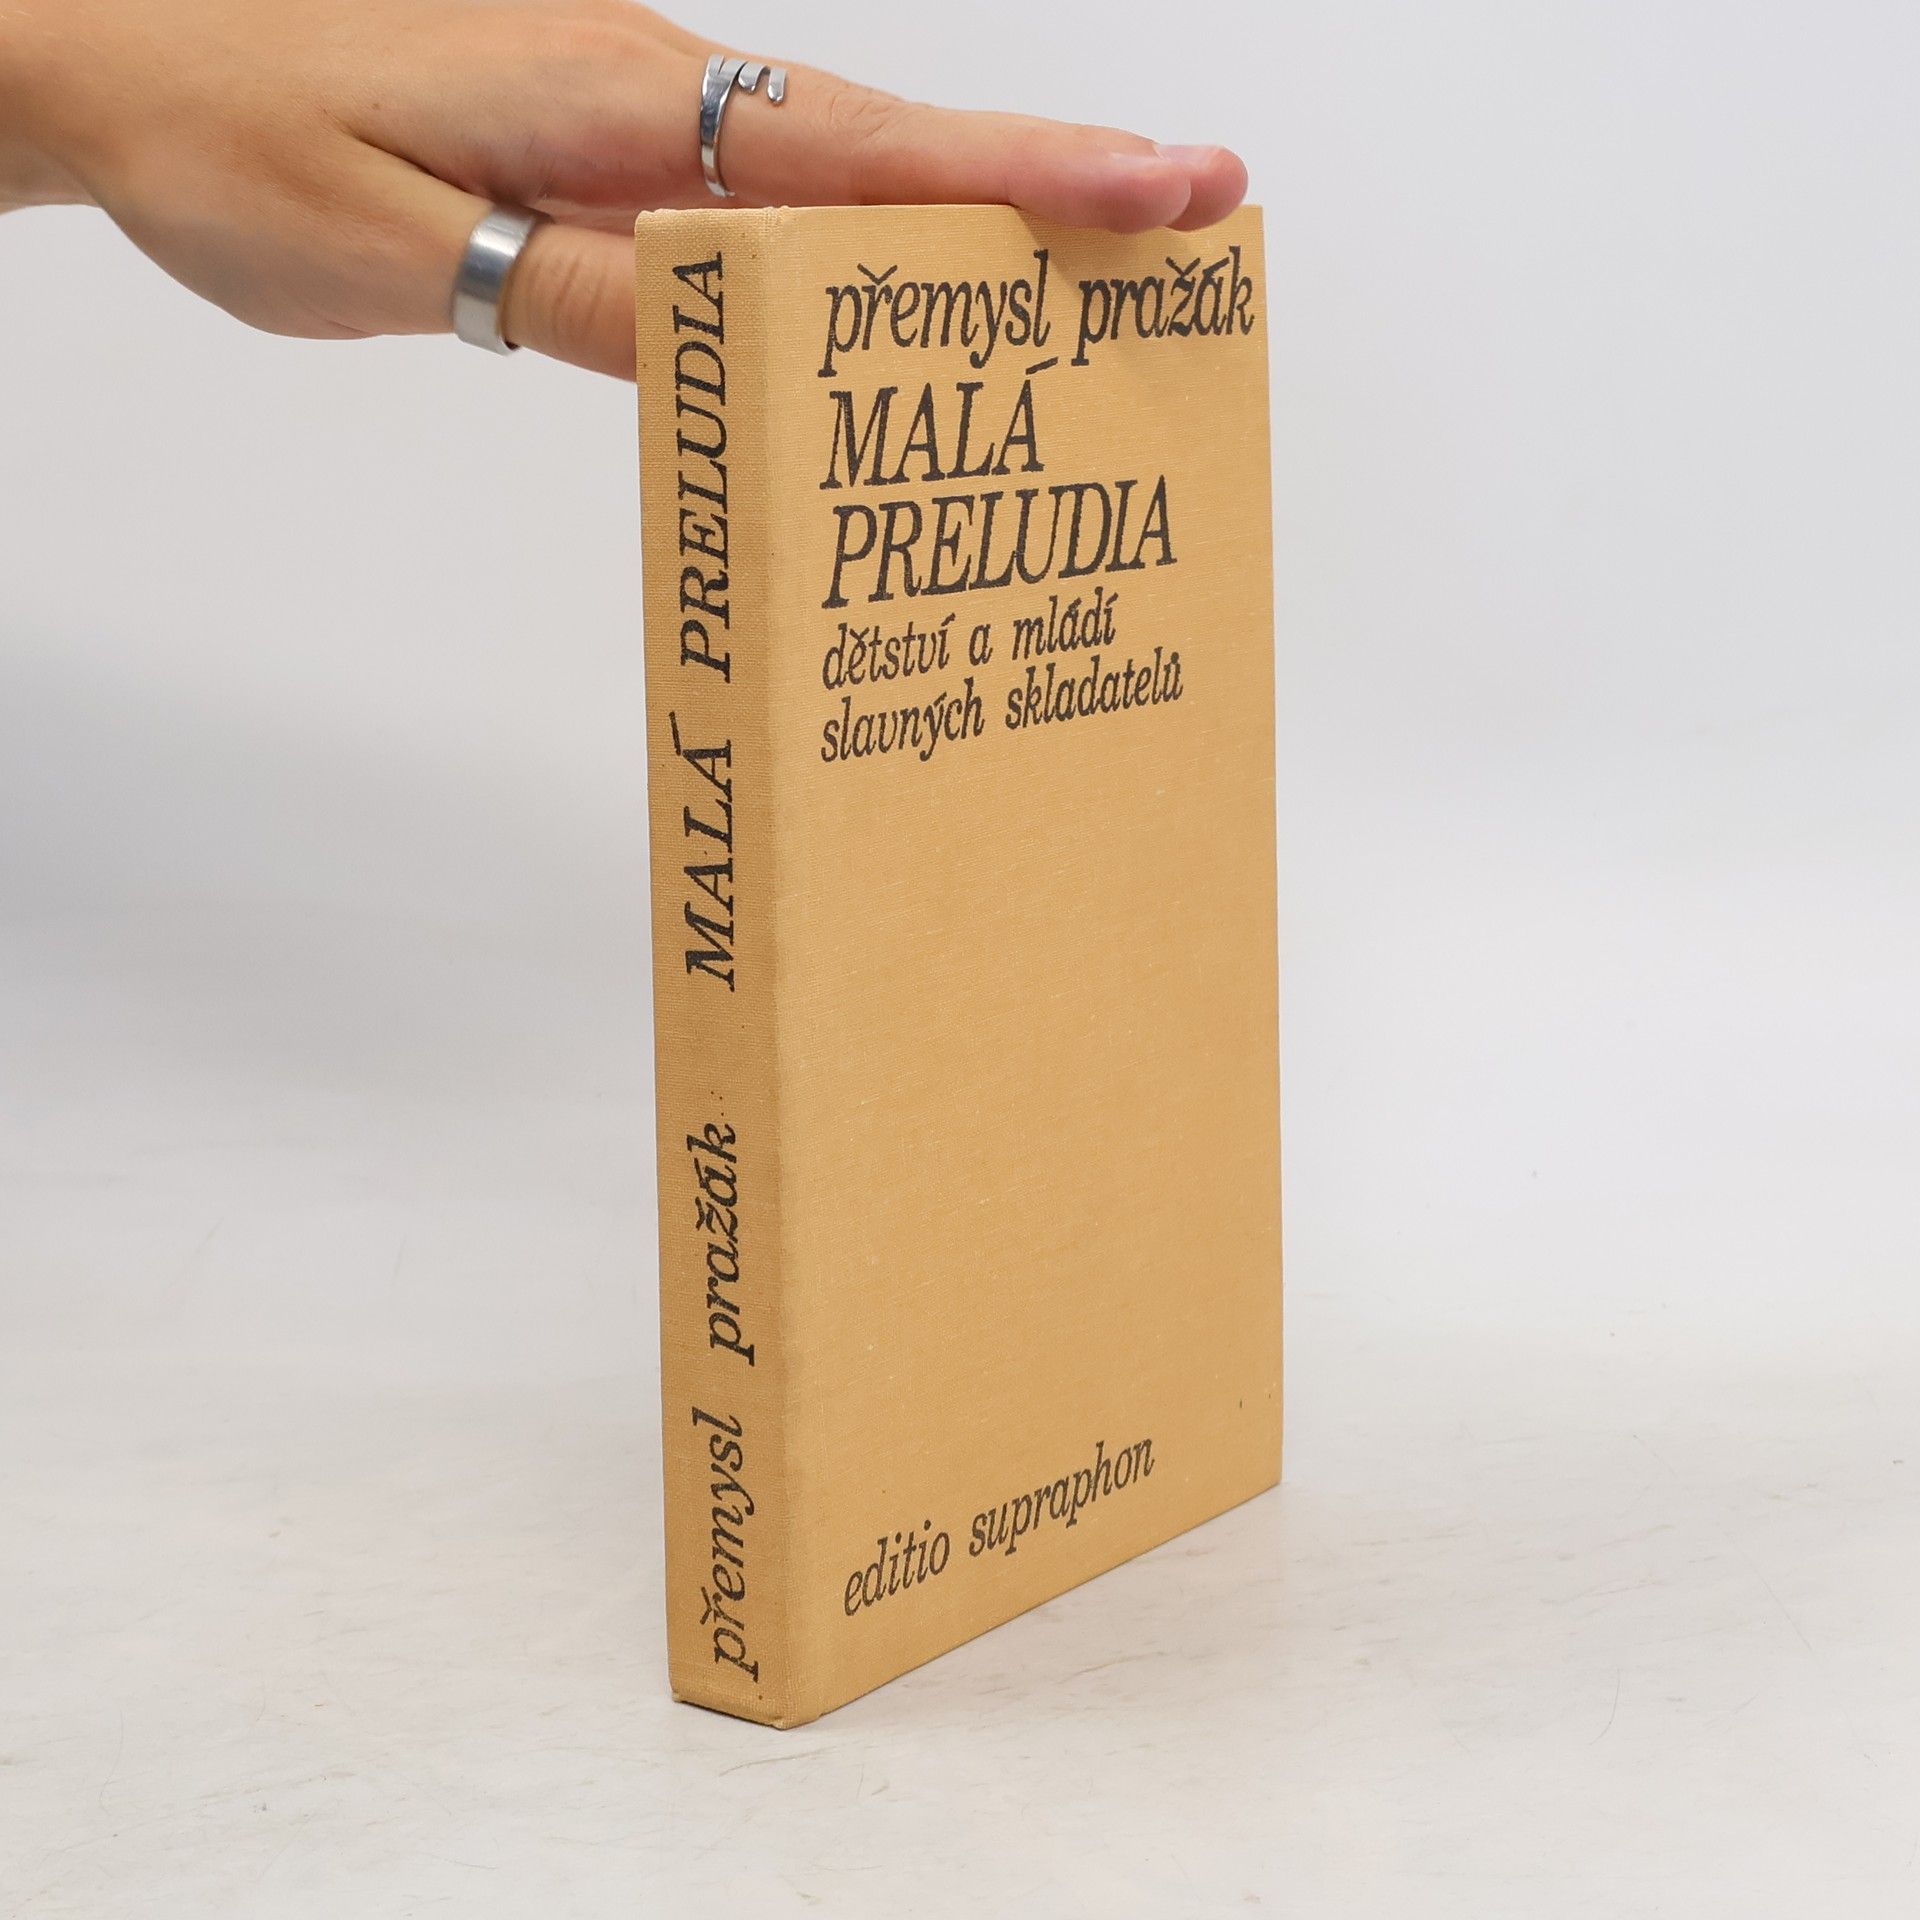 přemysl pražák MALÁ PRELUDIA
přemysl pražák
MALÁ
PRELUDIA
dětství a mládí
slavných skladatelů
editio supraphon